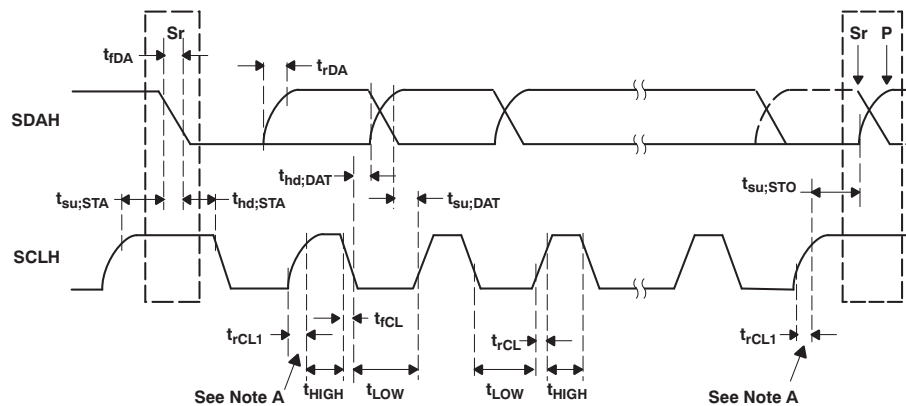 Sr
Sr P
tfDA
trDA
SDAH
thd;DAT
tsu;STA
thd;STA
tsu;DAT
tsu;STO
SCLH
tfCL
trCL1
trCL
trCL1
See Note A
tHIGH
tLOW
tLOW
tHIGH
See Note A